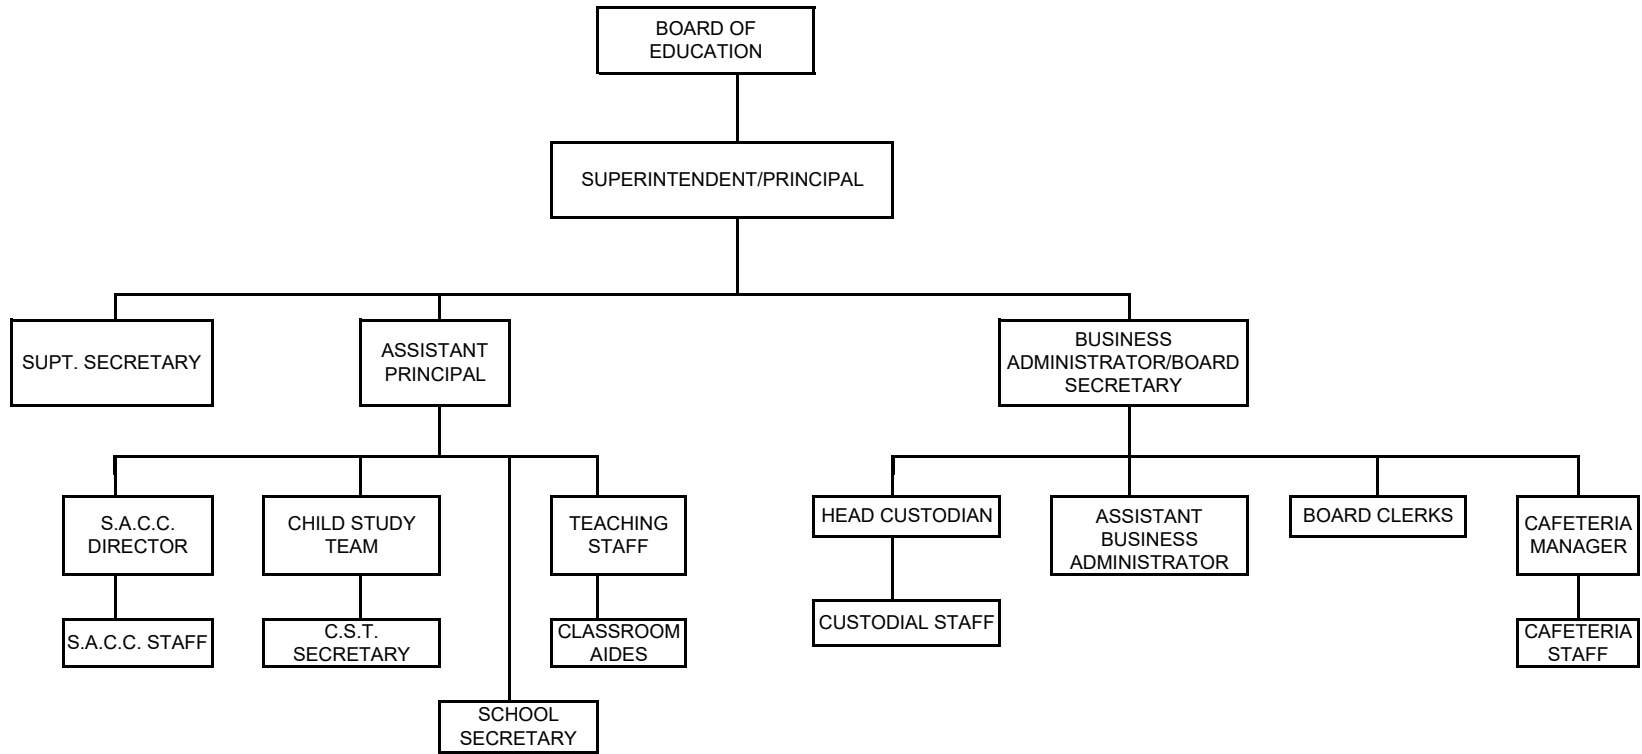 BOARD OF
EDUCATION
SUPERINTENDENT/PRINCIPAL
SUPT. SECRETARY
ASSISTANT
PRINCIPAL
BUSINESS
ADMINISTRATOR/BOARD
SECRETARY
S.A.C.C.
DIRECTOR
CHILD STUDY
TEAM
TEACHING
STAFF
HEAD CUSTODIAN
ASSISTANT
BUSINESS
ADMINISTRATOR
BOARD CLERKS
CAFETERIA
MANAGER
S.A.C.C. STAFF
C.S.T.
SECRETARY
CLASSROOM
AIDES
CUSTODIAL STAFF
CAFETERIA
STAFF
SCHOOL
SECRETARY